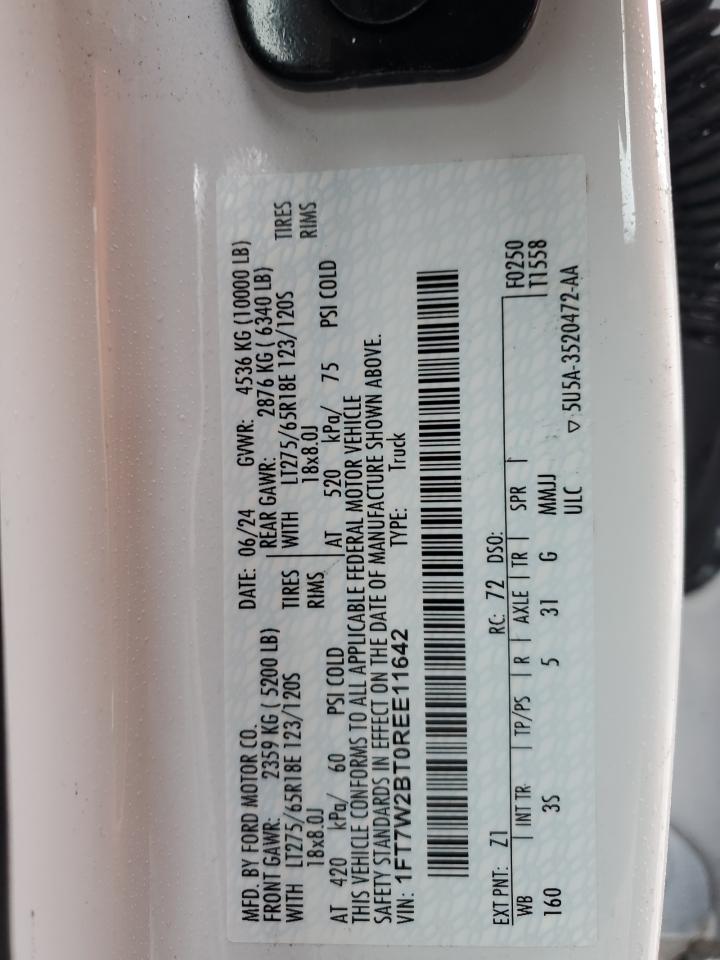 MFD. BY FORD MOTOR CO.
DATE: 06/24 GVWR: 4536 KG (10000 LB)
FRONT GAWR: 2359 KG ( 5200 LB) REAR GAWR: 2876 KG ( 6340 LB)
WITH LT275/65R18E 123/120S TIRES WITH LT275/65R18E 123/120S TIRES
18x8.0J RIMS 18x8.0J RIMS
AT 420 kPa/ 60 PSI COLD AT 520 kPa/ 75 PSI COLD
THIS VEHICLE CONFORMS TO ALL APPLICABLE FEDERAL MOTOR VEHICLE
SAFETY STANDARDS IN EFFECT ON THE DATE OF MANUFACTURE SHOWN ABOVE.
VIN: 1FT7W2BT0REE11642 TYPE: Truck
EXT PNT: Z1 RC: 72 DSO: F0250
WB INT TR TP/PS R AXLE TR SPR T1558
160 3S 5 31 G MMJJ
ULC ▽ 5U5A-3520472-AA